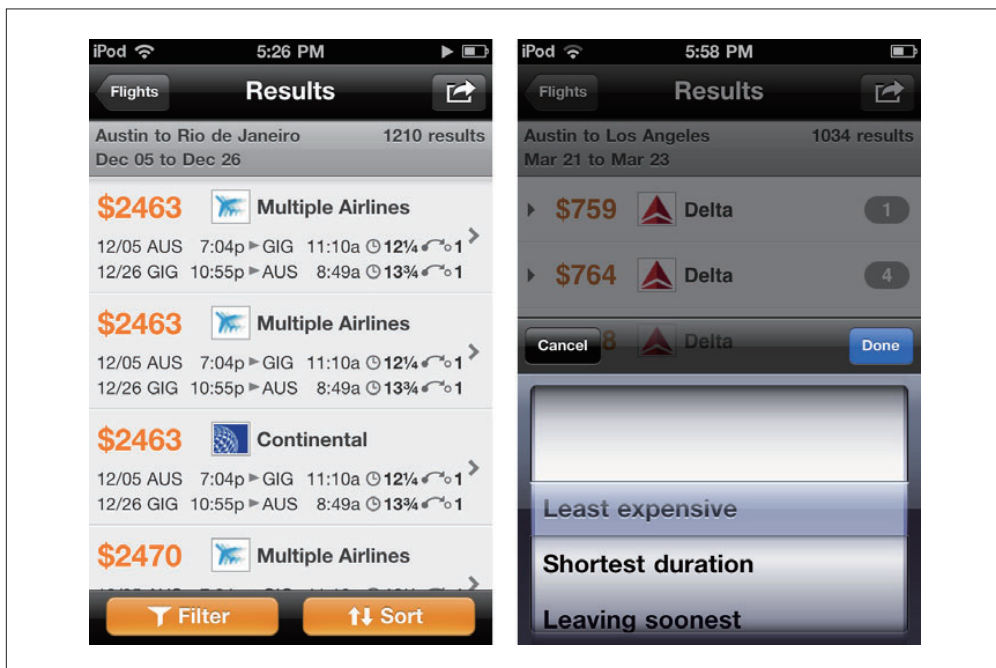 iPod 5:26 PM
Flights Results
Austin to Rio de Janeiro 1210 results
Dec 05 to Dec 26
$2463 Multiple Airlines
12/05 AUS 7:04p GIG 11:10a 12¼ 1
12/26 GIG 10:55p AUS 8:49a 13¾ 1
$2463 Multiple Airlines
12/05 AUS 7:04p GIG 11:10a 12¼ 1
12/26 GIG 10:55p AUS 8:49a 13¾ 1
$2463 Continental
12/05 AUS 7:04p GIG 11:10a 12¼ 1
12/26 GIG 10:55p AUS 8:49a 13¾ 1
$2470 Multiple Airlines
Filter Sort
iPod 5:58 PM
Flights Results
Austin to Los Angeles 1034 results
Mar 21 to Mar 23
$759 Delta 1
$764 Delta 4
Cancel 8 Delta Done
Least expensive
Shortest duration
Leaving soonest